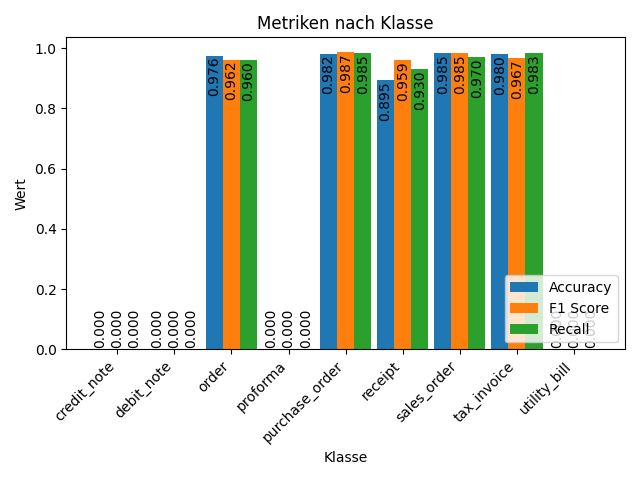 Metriken nach Klasse
Wert
1.0
0.8
0.6
0.4
0.2
0.0
0.000
0.000
0.000
0.000
0.000
0.000
0.976
0.962
0.960
0.000
0.000
0.000
0.982
0.987
0.985
0.895
0.959
0.930
0.985
0.985
0.970
0.980
0.967
0.983
Accuracy
F1 Score
Recall
credit_note
debit_note
order
proforma
purchase_order
receipt
sales_order
tax_invoice
utility_bill
Klasse